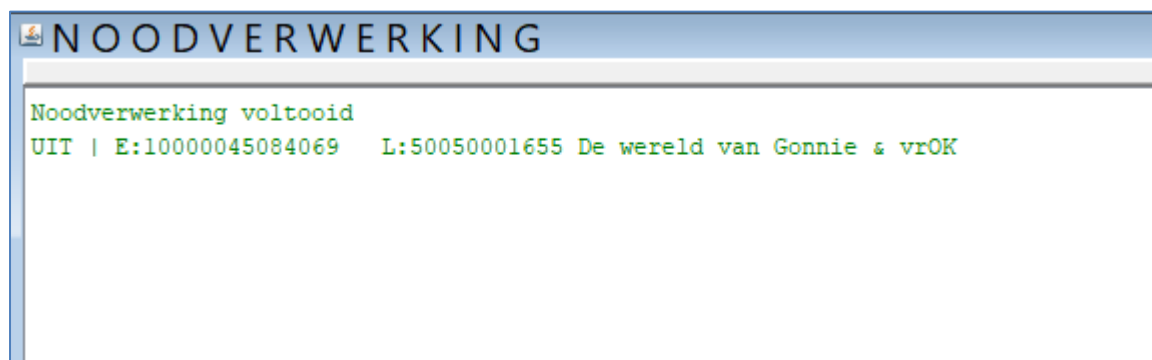 NOODVERWERKING
Noodverwerking voltooid
UIT | E:10000045084069 L:50050001655 De wereld van Gonnie & vrOK